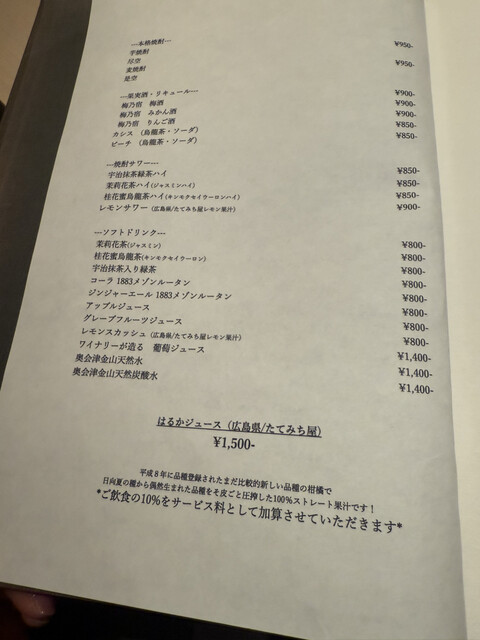 ---本格焼酎---
芋焼酎 ¥950-
尽空
麦焼酎 ¥950-
是空
---果実酒・リキュール---
梅乃宿　梅酒 ¥900-
梅乃宿　みかん酒 ¥900-
梅乃宿　りんご酒 ¥900-
カシス　(烏龍茶・ソーダ) ¥850-
ピーチ　(烏龍茶・ソーダ) ¥850-
---焼酎サワー---
宇治抹茶緑茶ハイ ¥850-
茉莉花茶ハイ(ジャスミンハイ) ¥850-
桂花蜜烏龍茶ハイ(キンモクセイウーロンハイ) ¥850-
レモンサワー (広島県/たてみち屋レモン果汁) ¥900-
---ソフトドリンク---
茉莉花茶(ジャスミン) ¥800-
桂花蜜烏龍茶(キンモクセイウーロン) ¥800-
宇治抹茶入り緑茶 ¥800-
コーラ 1883メゾンルータン ¥800-
ジンジャーエール 1883メゾンルータン ¥800-
アップルジュース ¥800-
グレープフルーツジュース ¥800-
レモンスカッシュ (広島県/たてみち屋レモン果汁) ¥800-
ワイナリーが造る　葡萄ジュース ¥1,400-
奥会津金山天然水 ¥1,400-
奥会津金山天然炭酸水 ¥1,400-
はるかジュース（広島県/たてみち屋）
¥1,500-
平成８年に品種登録されたまだ比較的新しい品種の柑橘で
日向夏の種から偶然生まれた品種をそ皮ごと圧搾した100%ストレート果汁です！
*ご飲食の10%をサービス料として加算させていただきます*